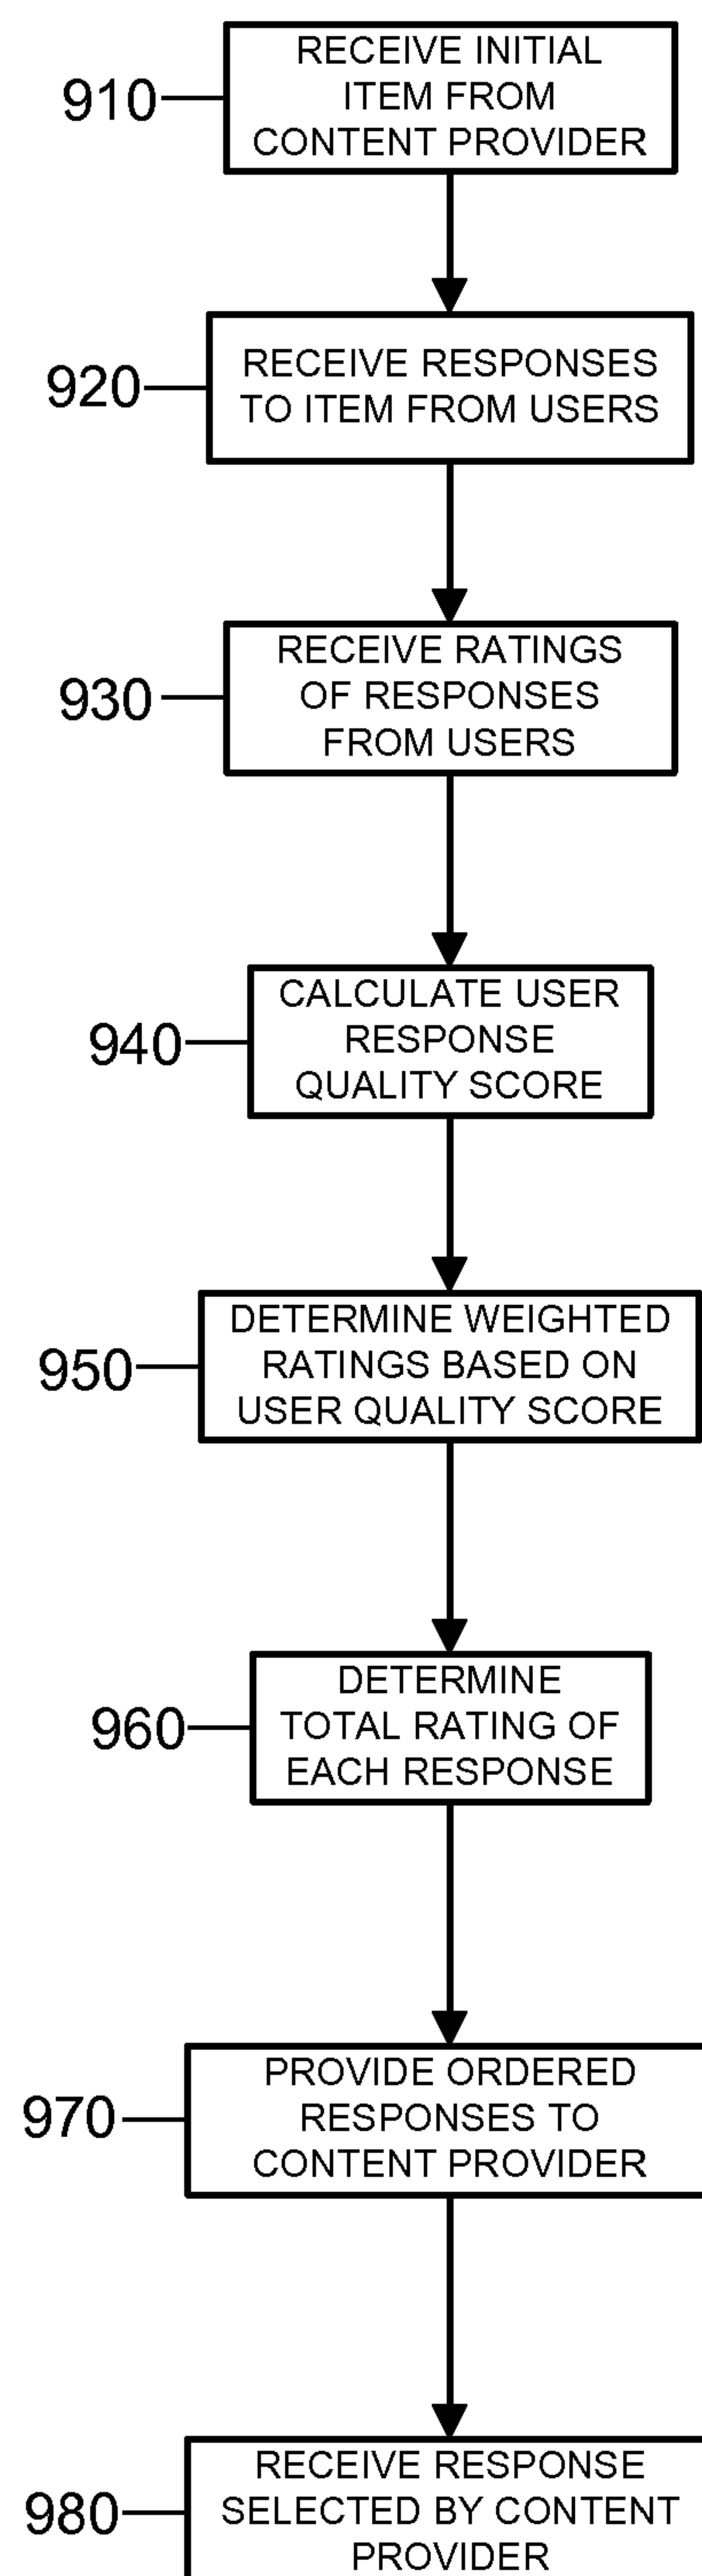 RECEIVE INITIAL
910
ITEM FROM
CONTENT PROVIDER
RECEIVE RESPONSES
920
TO ITEM FROM USERS
RECEIVE RATINGS
930
OF RESPONSES
FROM USERS
CALCULATE USER
940
RESPONSE
QUALITY SCORE
DETERMINE WEIGHTED
950
RATINGS BASED ON
USER QUALITY SCORE
DETERMINE
960
TOTAL RATING OF
EACH RESPONSE
PROVIDE ORDERED
970
RESPONSES TO
CONTENT PROVIDER
RECEIVE RESPONSE
980
SELECTED BY CONTENT
PROVIDER